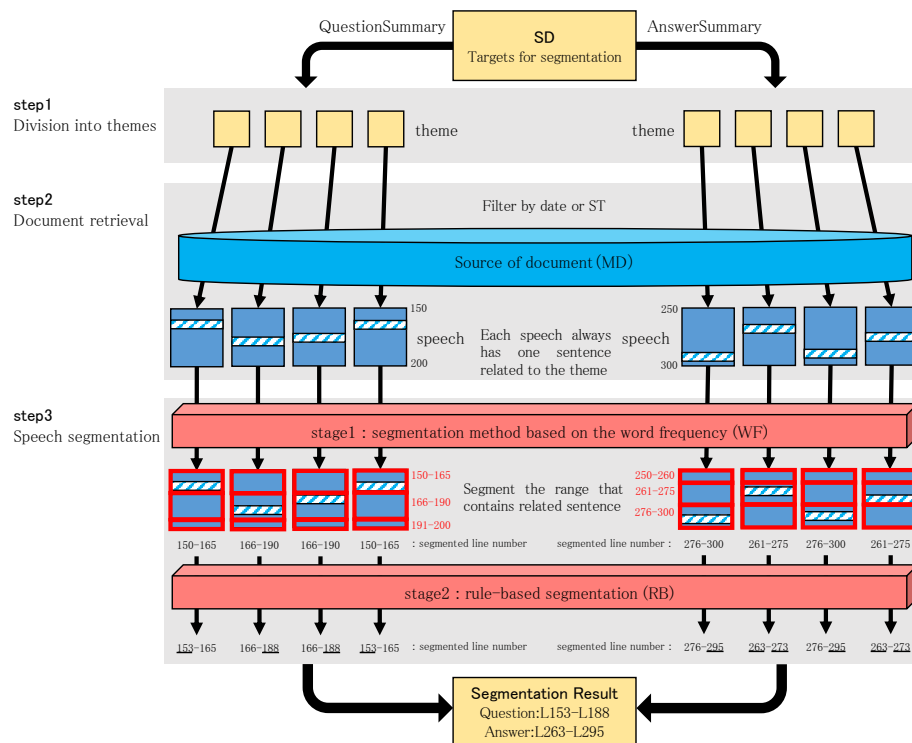 QuestionSummary
SD
Targets for segmentation
AnswerSummary
step1
Division into themes
theme
theme
step2
Document retrieval
Filter by date or ST
Source of document(MD)
150
speech
200
Each speech always
has one sentence
related to the theme
250
speech
300
step3
Speech segmentation
stage1 : segmentation method based on the word frequency (WF)
150-165
166-190
191-200
Segment the range that
contains related sentence
250-260
261-275
276-300
150-165 166-190 166-190 150-165 : segmented line number segmented line number : 276-300 261-275 276-300 261-275
stage2 : rule-based segmentation (RB)
153-165 166-188 166-188 153-165 : segmented line number segmented line number : 276-295 263-273 276-295 263-273
Segmentation Result
Question:L153-L188
Answer:L263-L295